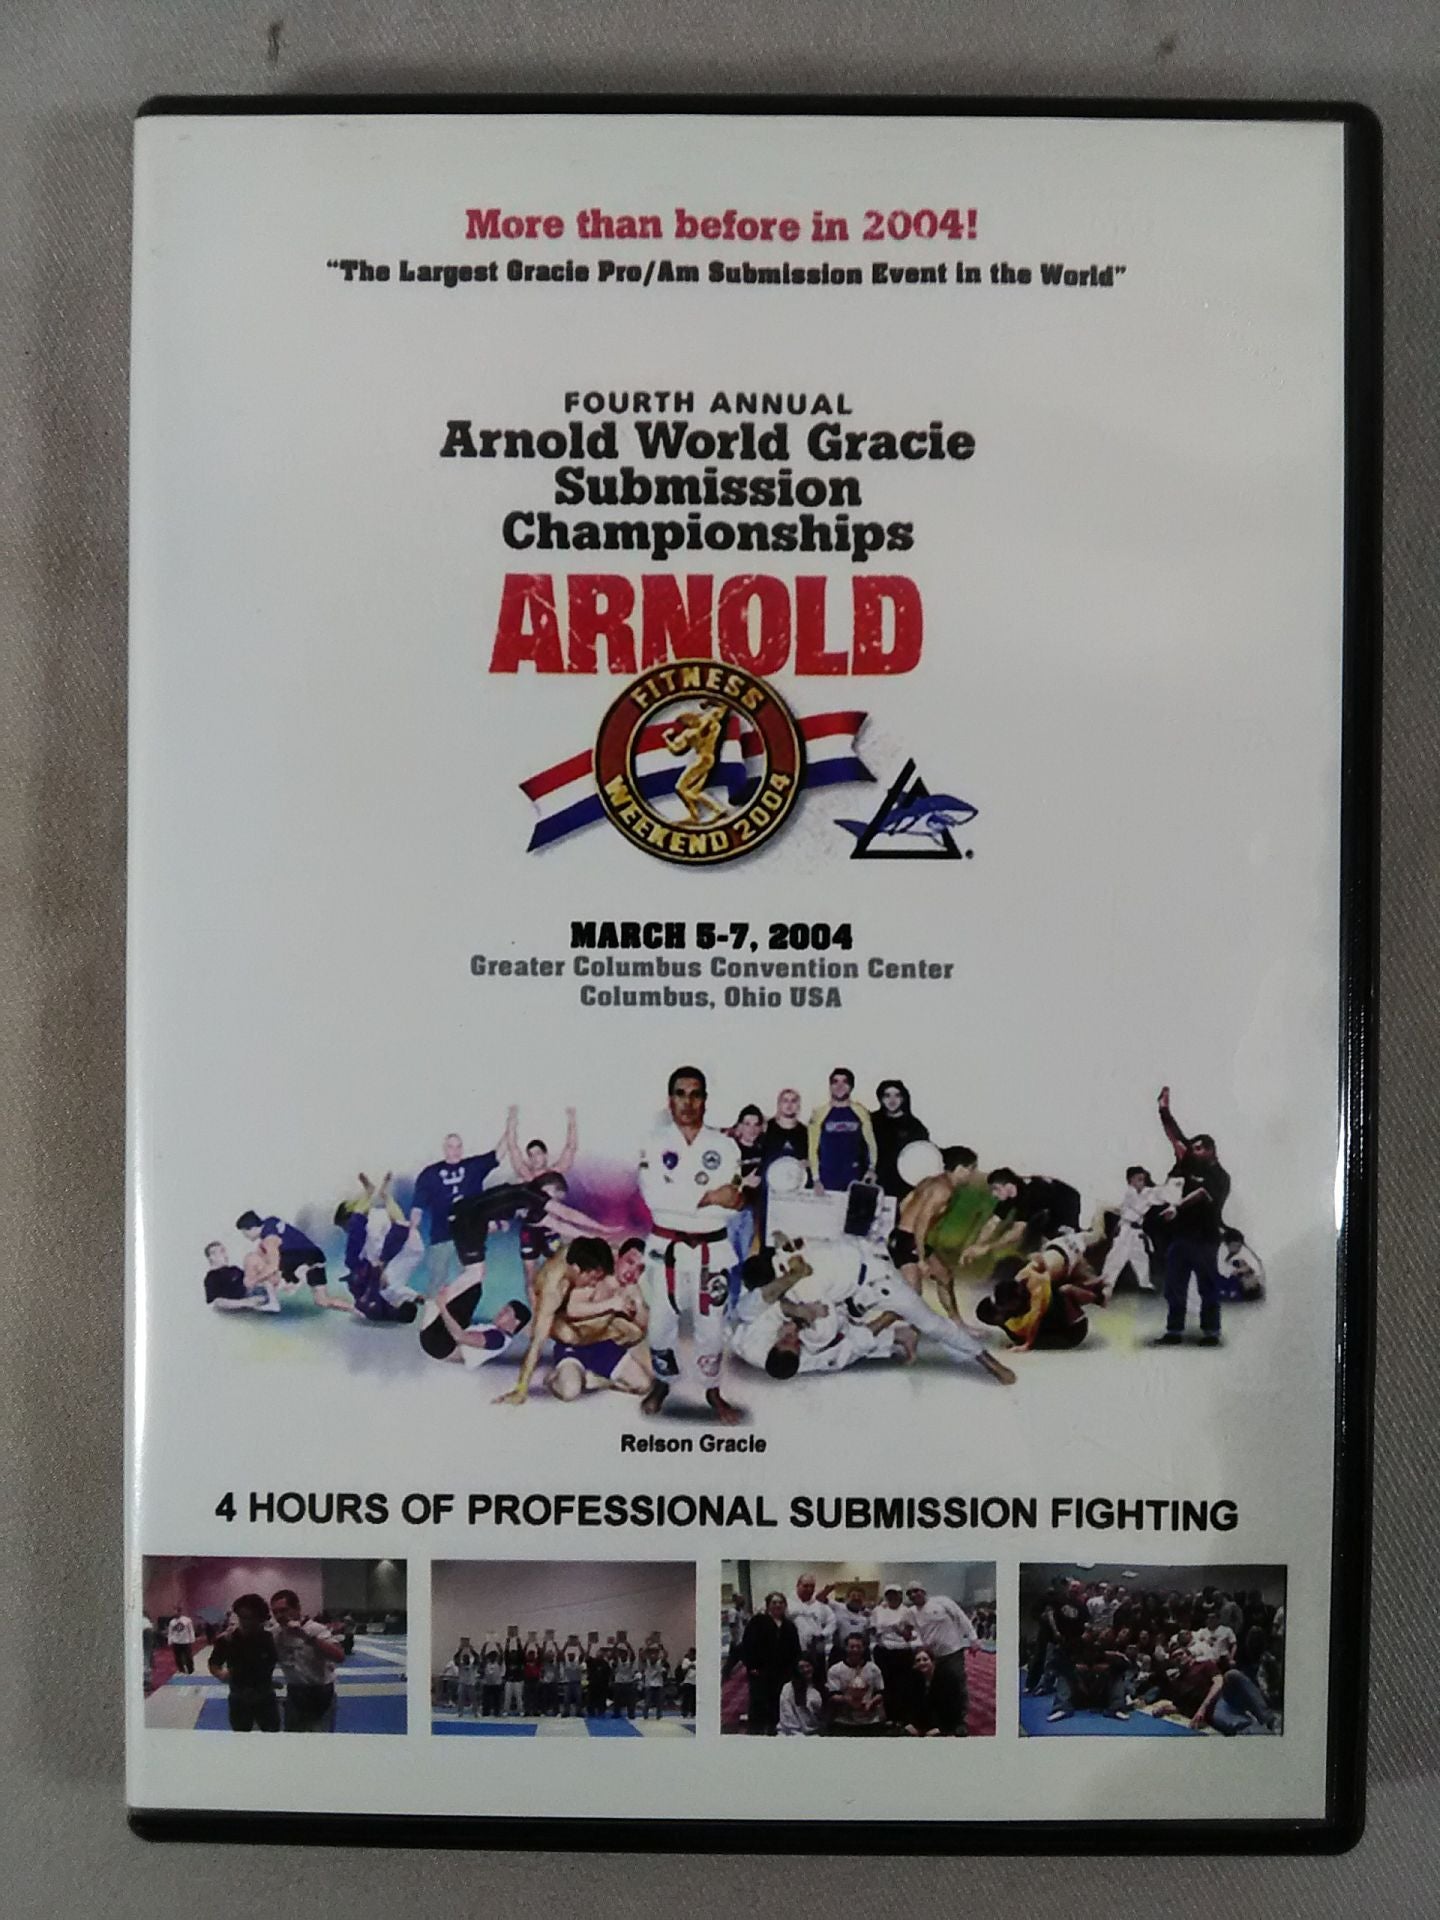 More than before in 2004!
“The Largest Gracie Pro/Am Submission Event in the World”
FOURTH ANNUAL
Arnold World Gracie
Submission
Championships
ARNOLD
FITNESS
WEEKEND 2004
MARCH 5-7, 2004
Greater Columbus Convention Center
Columbus, Ohio USA
Relson Gracie
4 HOURS OF PROFESSIONAL SUBMISSION FIGHTING